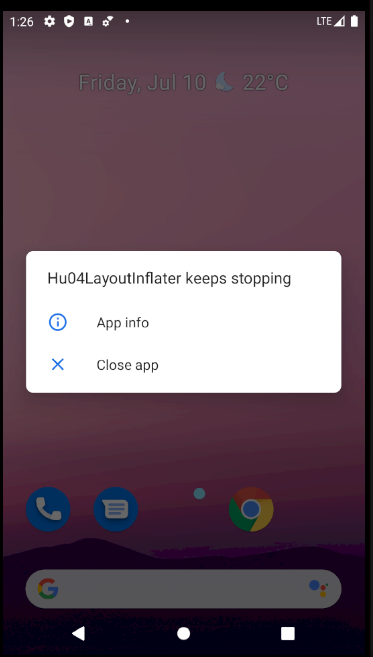 1:26 LTE
Friday, Jul 10 22°C
Hu04LayoutInflater keeps stopping
App info
Close app